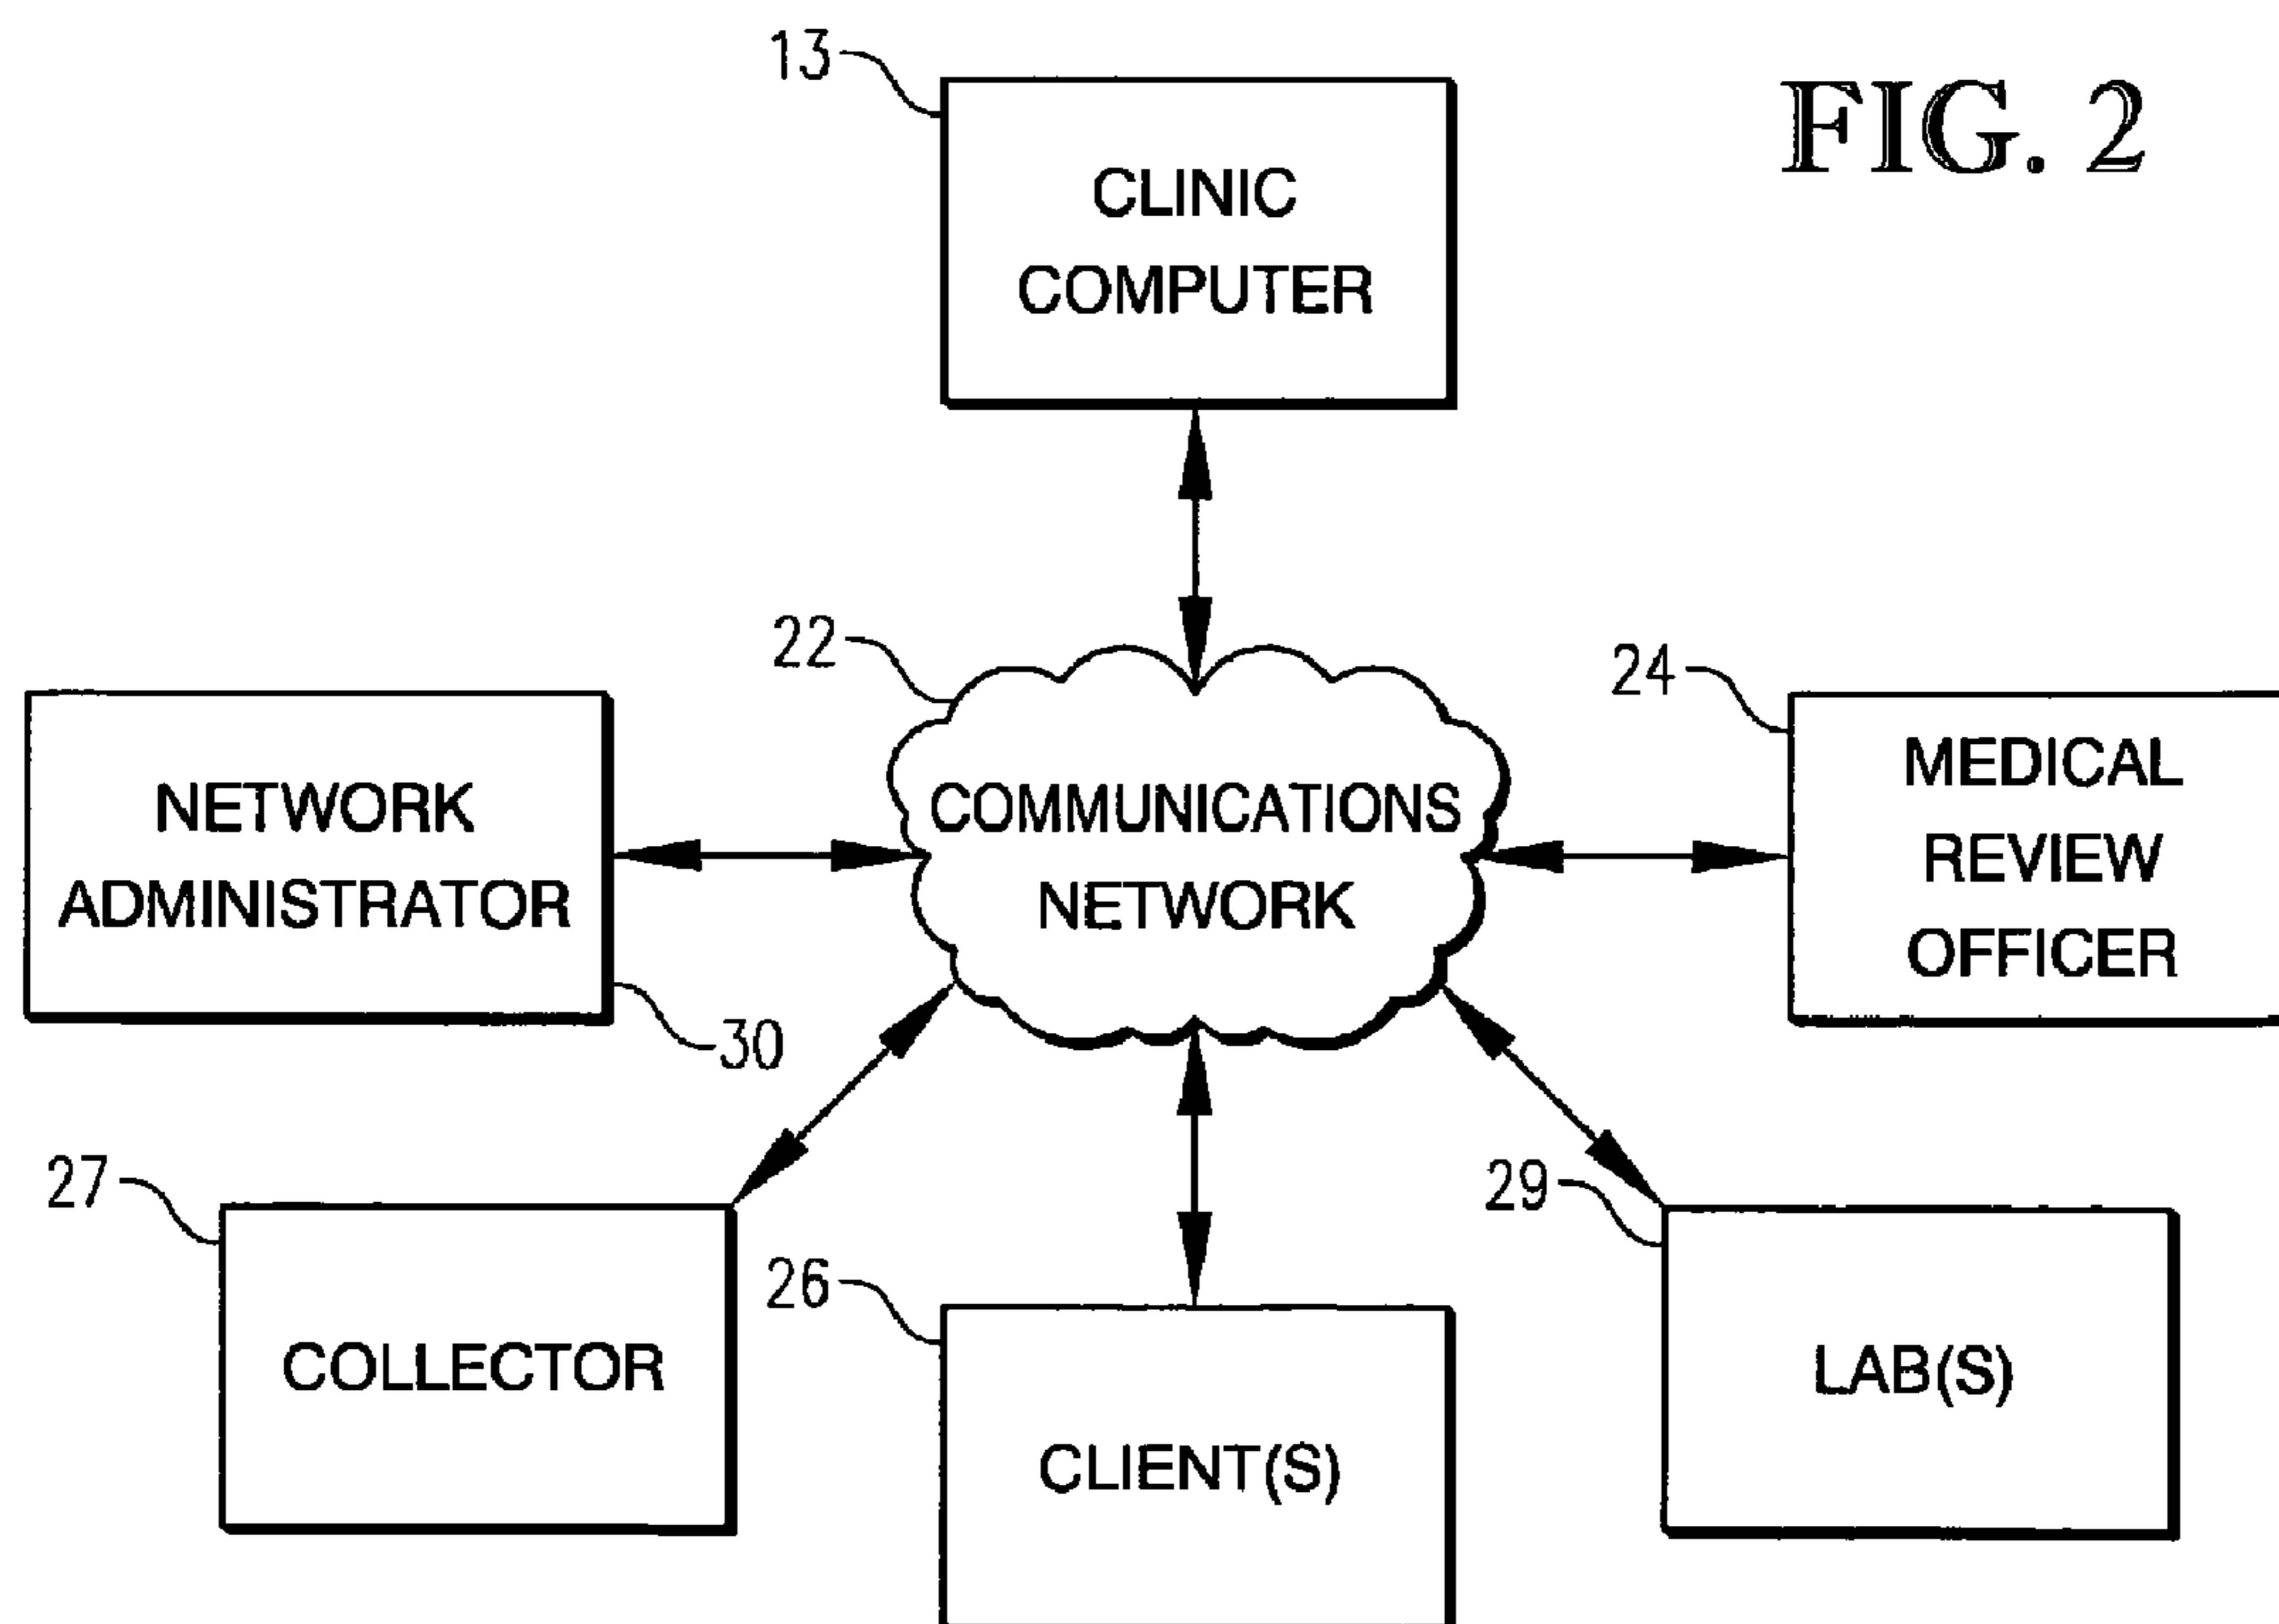 13
FIG. 2
CLINIC
COMPUTER
22
24
NETWORK
ADMINISTRATOR
30
COMMUNICATIONS
NETWORK
MEDICAL
REVIEW
OFFICER
27
COLLECTOR
26
CLIENT(S)
29
LAB(S)